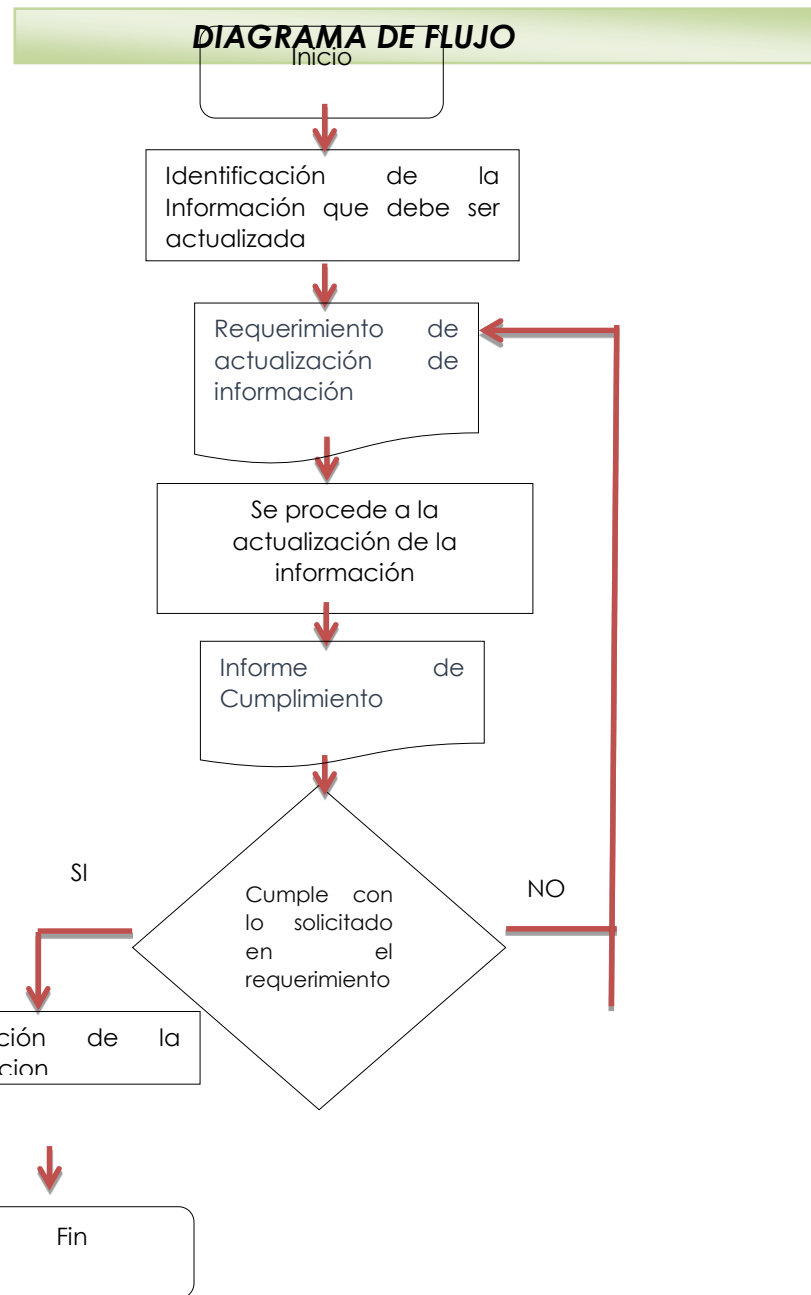 DIAGRAMA DE FLUJO
Inicio
Identificación de la
Información que debe ser
actualizada
Requerimiento de
actualización de
información
Se procede a la
actualización de la
información
Informe de
Cumplimiento
SI
NO
Cumple con
lo solicitado
en el
requerimiento
ción de la
cion
Fin